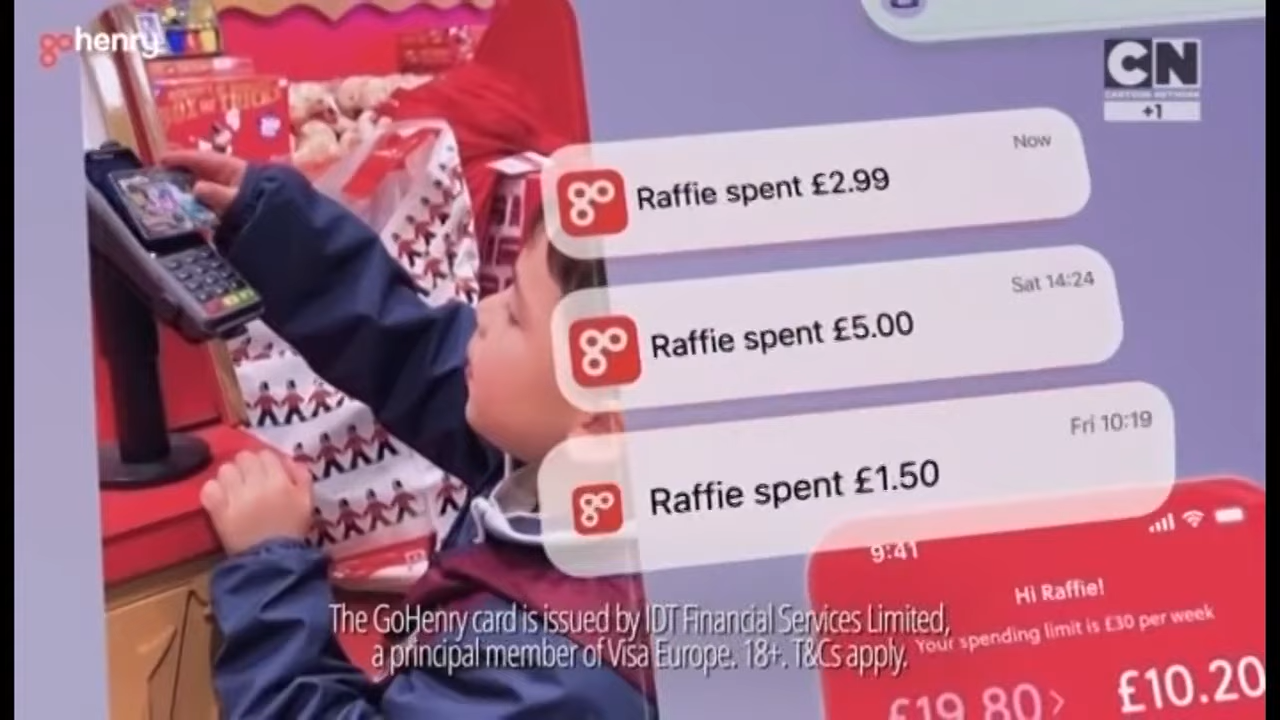 gohenry
CN
CARTOON NETWORK
+1
Now
Raffie spent £2.99
Sat 14:24
Raffie spent £5.00
Fri 10:19
Raffie spent £1.50
9:41
Hi Raffie!
Your spending limit is £30 per week
£19.80 £10.20
The GoHenry card is issued by IDT Financial Services Limited,
a principal member of Visa Europe. 18+. T&Cs apply.